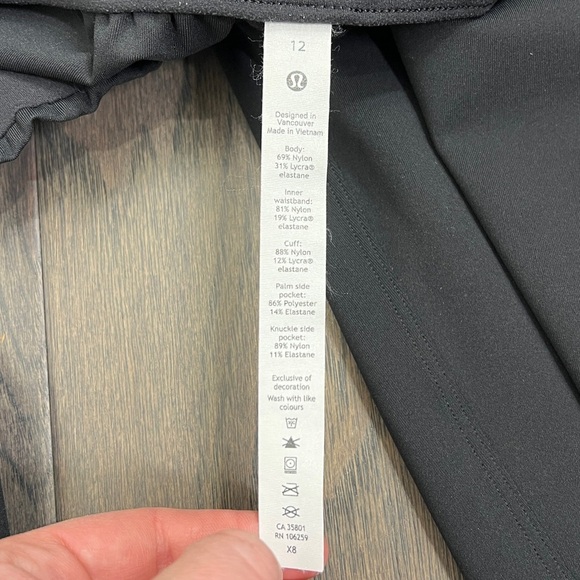 12
Designed in
Vancouver
Made in Vietnam
Body:
69% Nylon
31% Lycra®
elastane
Inner
waistband:
81% Nylon
19% Lycra®
elastane
Cuff:
88% Nylon
12% Lycra®
elastane
Palm side
pocket:
86% Polyester
14% Elastane
Knuckle side
pocket:
89% Nylon
11% Elastane
Exclusive of
decoration
Wash with like
colours
CA 35801
RN 106259
X8